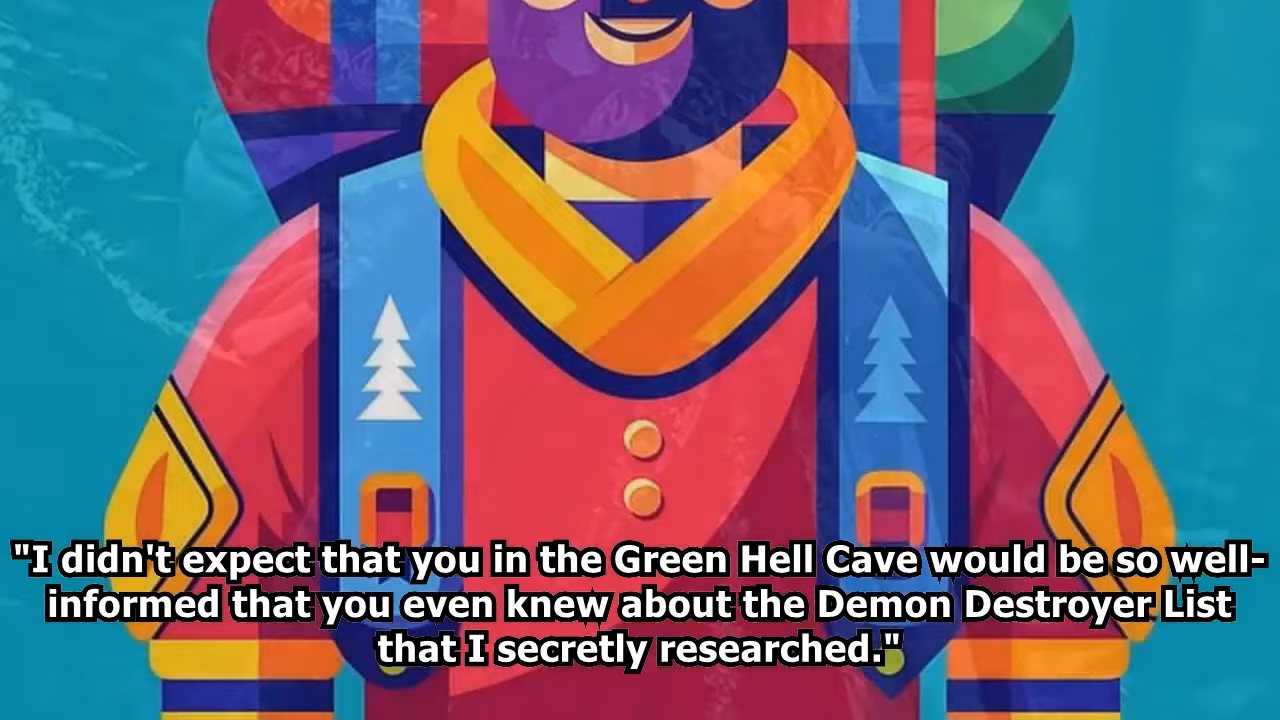 "I didn't expect that you in the Green Hell Cave would be so well-
informed that you even knew about the Demon Destroyer List
that I secretly researched."